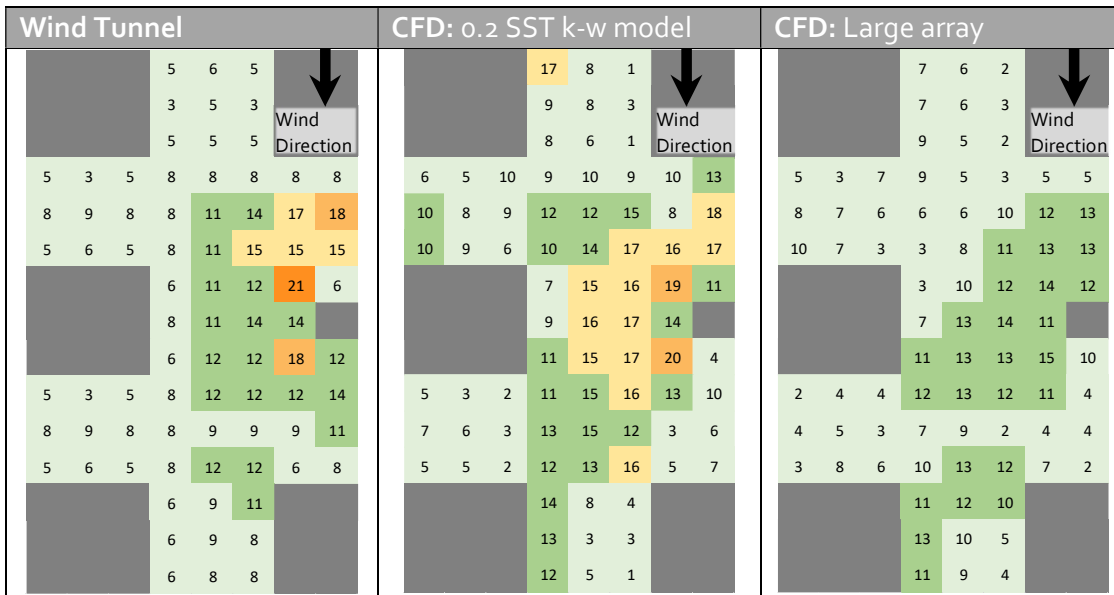 Wind Tunnel CFD: 0.2 SST k-w model CFD: Large array
5 6 5 17 8 1 7 6 2
3 5 3 9 8 3 7 6 3
Wind Wind Wind
5 5 5 Direction 8 6 1 Direction 9 5 2 Direction
5 3 5 8 8 8 8 8 6 5 10 9 10 9 10 13 5 3 7 9 5 3 5 5
8 9 8 8 11 14 17 18 10 8 9 12 12 15 8 18 8 7 6 6 6 10 12 13
5 6 5 8 11 15 15 15 10 9 6 10 14 17 16 17 10 7 3 3 8 11 13 13
6 11 12 21 6 7 15 16 19 11 3 10 12 14 12
8 11 14 14 9 16 17 14 7 13 14 11
6 12 12 18 12 11 15 17 20 4 11 13 13 15 10
5 3 5 8 12 12 12 14 5 3 2 11 15 16 13 10 2 4 4 12 13 12 11 4
8 9 8 8 9 9 9 11 7 6 3 13 15 12 3 6 4 5 3 7 9 2 4 4
5 6 5 8 12 12 6 8 5 5 2 12 13 16 5 7 3 8 6 10 13 12 7 2
6 9 11 14 8 4 11 12 10
6 9 8 13 3 3 13 10 5
6 8 8 12 5 1 11 9 4